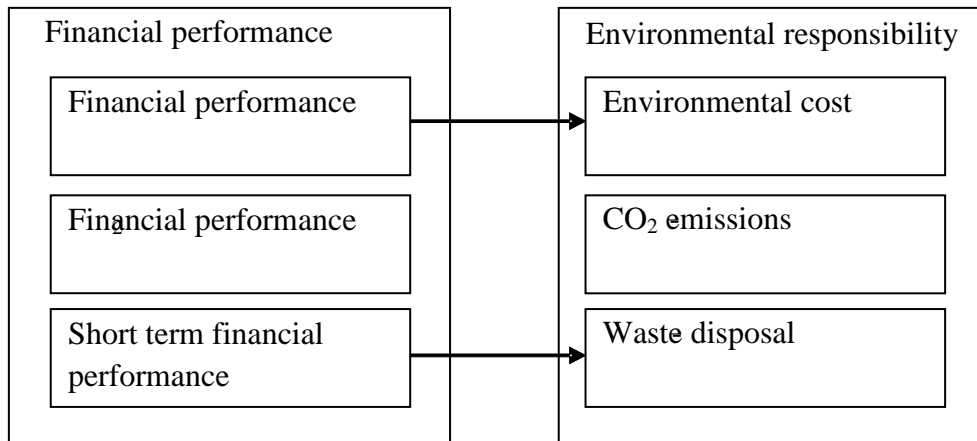 Financial performance
Environmental responsibility
Financial performance
Environmental cost
Financial performance
CO₂ emissions
Short term financial
performance
Waste disposal